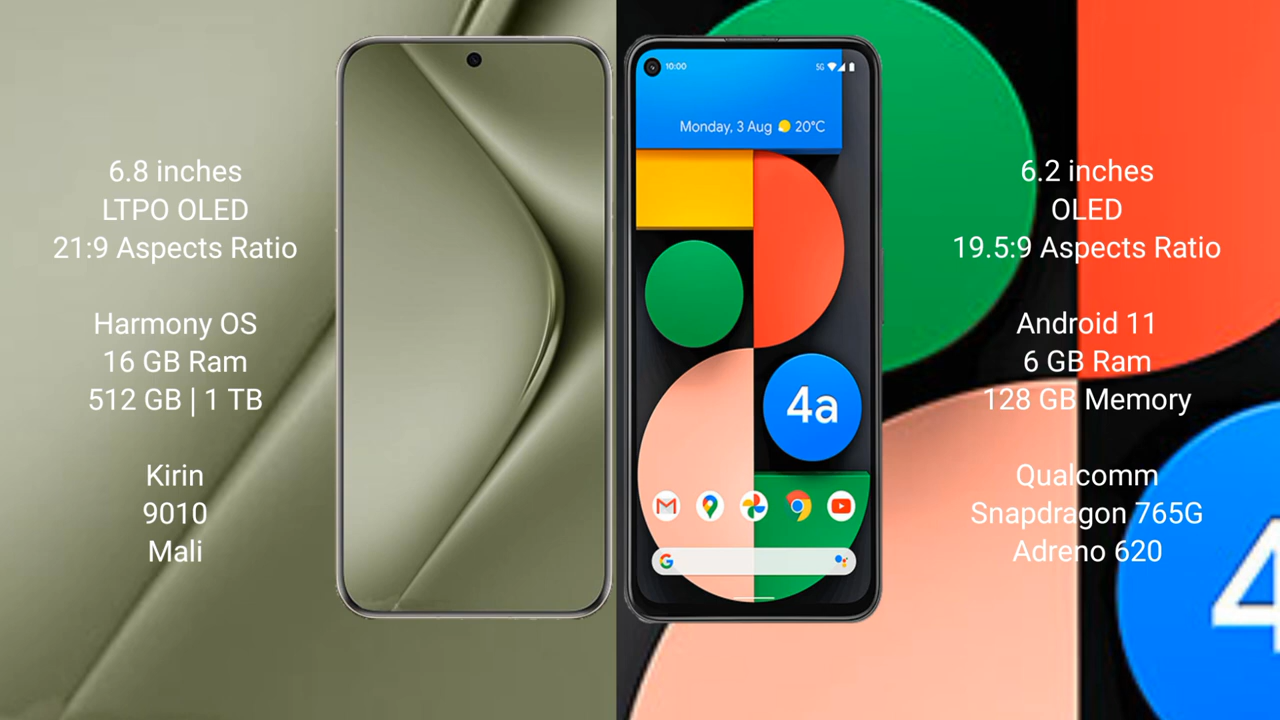 6.8 inches
LTPO OLED
21:9 Aspects Ratio
Harmony OS
16 GB Ram
512 GB | 1 TB
Kirin
9010
Mali
10:00
5G
Monday, 3 Aug 20°C
4a
6.2 inches
OLED
19.5:9 Aspects Ratio
Android 11
6 GB Ram
128 GB Memory
Qualcomm
Snapdragon 765G
Adreno 620
4